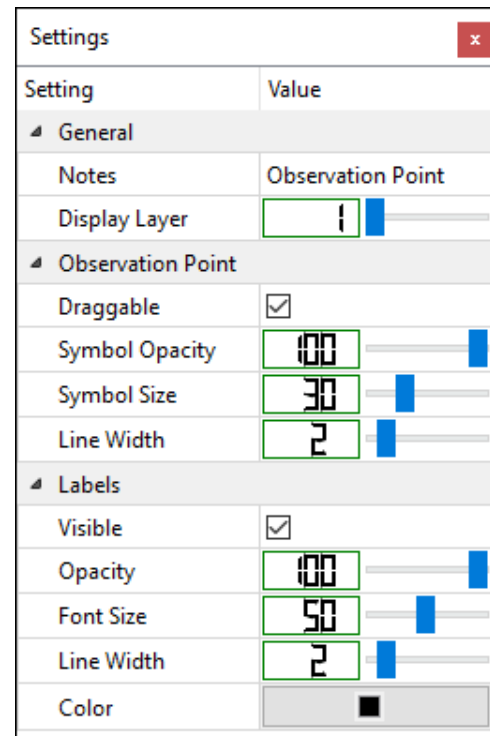 Settings x
Setting Value
General
Notes Observation Point
Display Layer 1
Observation Point
Draggable
Symbol Opacity 100
Symbol Size 30
Line Width 2
Labels
Visible
Opacity 100
Font Size 50
Line Width 2
Color